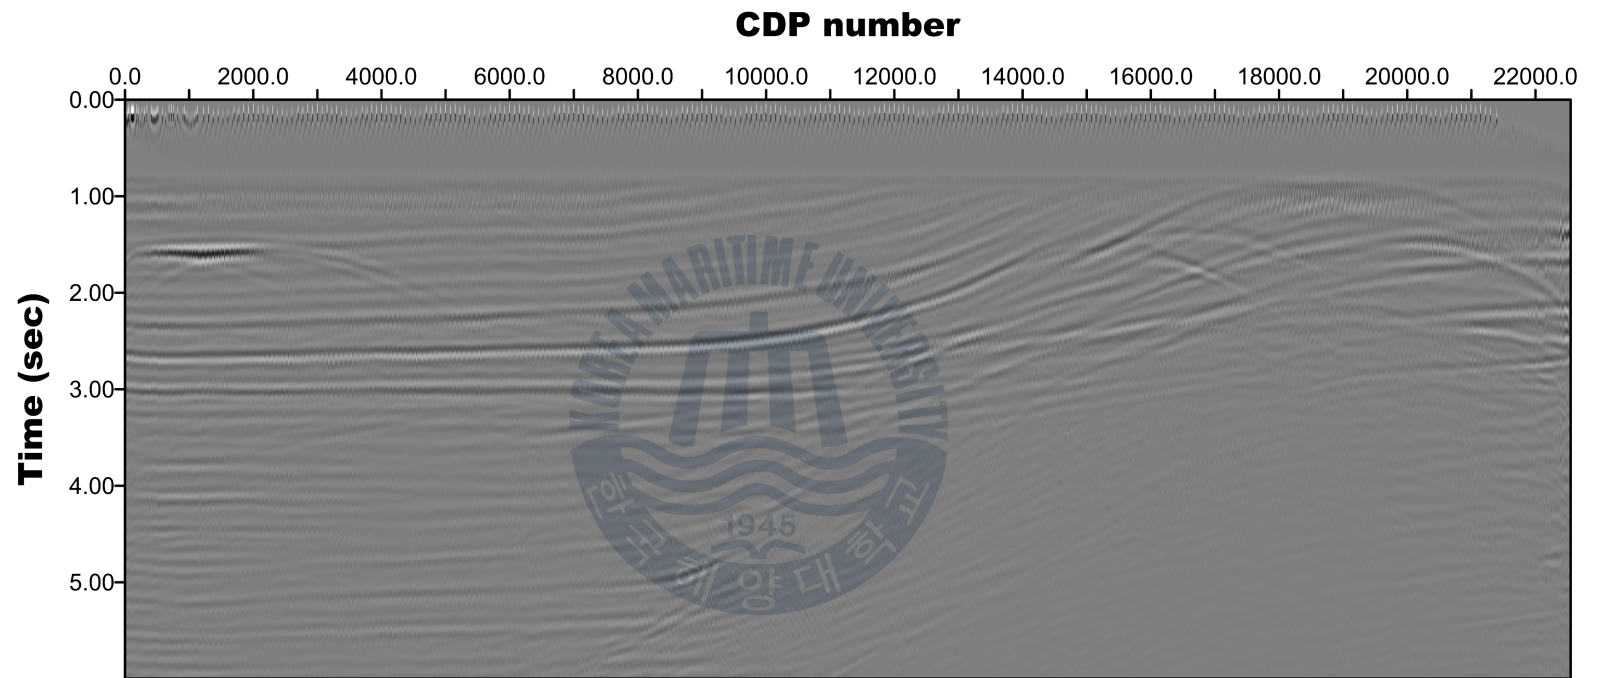 CDP number
0.0 2000.0 4000.0 6000.0 8000.0 10000.0 12000.0 14000.0 16000.0 18000.0 20000.0 22000.0
0.00
1.00
2.00
3.00
4.00
5.00
Time (sec)
KOREA MARITIME UNIVERSITY
1945
한국해양대학교